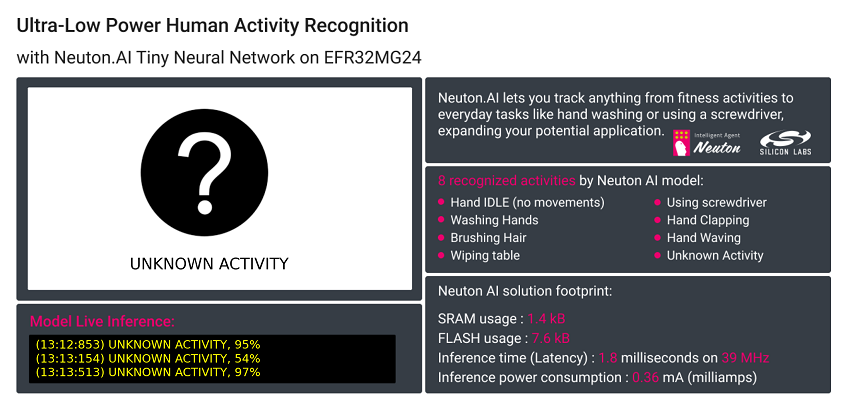 Ultra-Low Power Human Activity Recognition
with Neuton.AI Tiny Neural Network on EFR32MG24
?
UNKNOWN ACTIVITY
Model Live Inference:
(13:12:853) UNKNOWN ACTIVITY, 95%
(13:13:154) UNKNOWN ACTIVITY, 54%
(13:13:513) UNKNOWN ACTIVITY, 97%
Neuton.AI lets you track anything from fitness activities to
everyday tasks like hand washing or using a screwdriver,
expanding your potential application.
Intelligent Agent
Neuton
SILICON LABS
8 recognized activities by Neuton AI model:
Hand IDLE (no movements)
Washing Hands
Brushing Hair
Wiping table
Using screwdriver
Hand Clapping
Hand Waving
Unknown Activity
Neuton AI solution footprint:
SRAM usage : 1.4 kB
FLASH usage : 7.6 kB
Inference time (Latency) : 1.8 milliseconds on 39 MHz
Inference power consumption : 0.36 mA (milliamps)